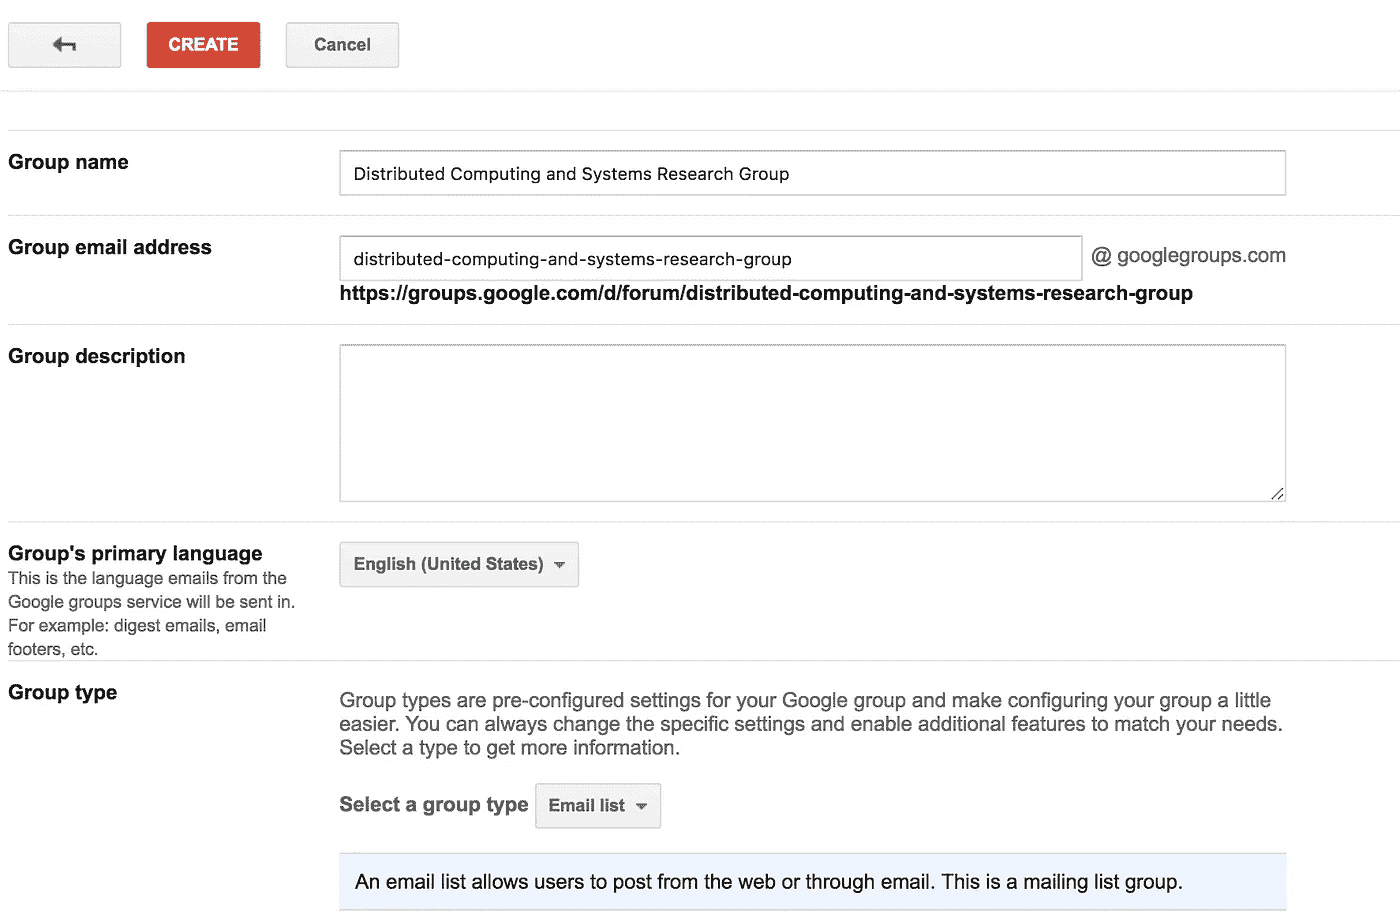 CREATE
Cancel
Group name
Distributed Computing and Systems Research Group
Group email address
distributed-computing-and-systems-research-group
@ googlegroups.com
https://groups.google.com/d/forum/distributed-computing-and-systems-research-group
Group description
Group's primary language
This is the language emails from the
Google groups service will be sent in.
For example: digest emails, email
footers, etc.
English (United States)
Group type
Group types are pre-configured settings for your Google group and make configuring your group a little
easier. You can always change the specific settings and enable additional features to match your needs.
Select a type to get more information.
Select a group type
Email list
An email list allows users to post from the web or through email. This is a mailing list group.